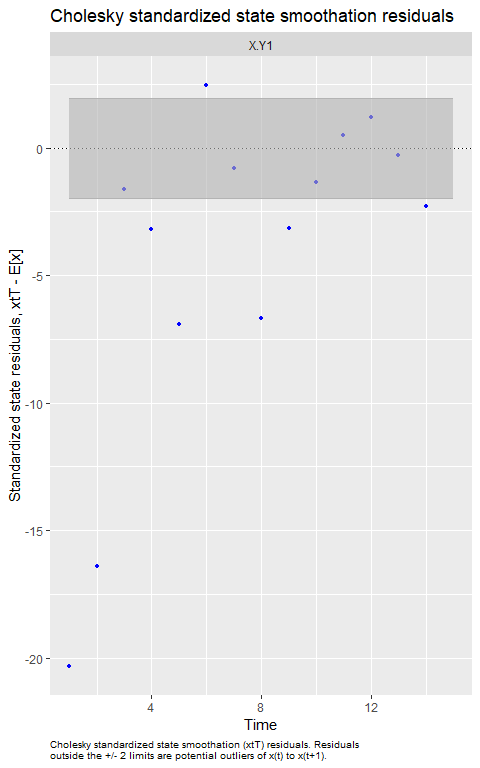 Cholesky standardized state smoothation residuals
X.Y1
Standardized state residuals, xtT - E[x]
0
-5
-10
-15
-20
4 8 12
Time
Cholesky standardized state smoothation (xtT) residuals. Residuals
outside the +/- 2 limits are potential outliers of x(t) to x(t+1).